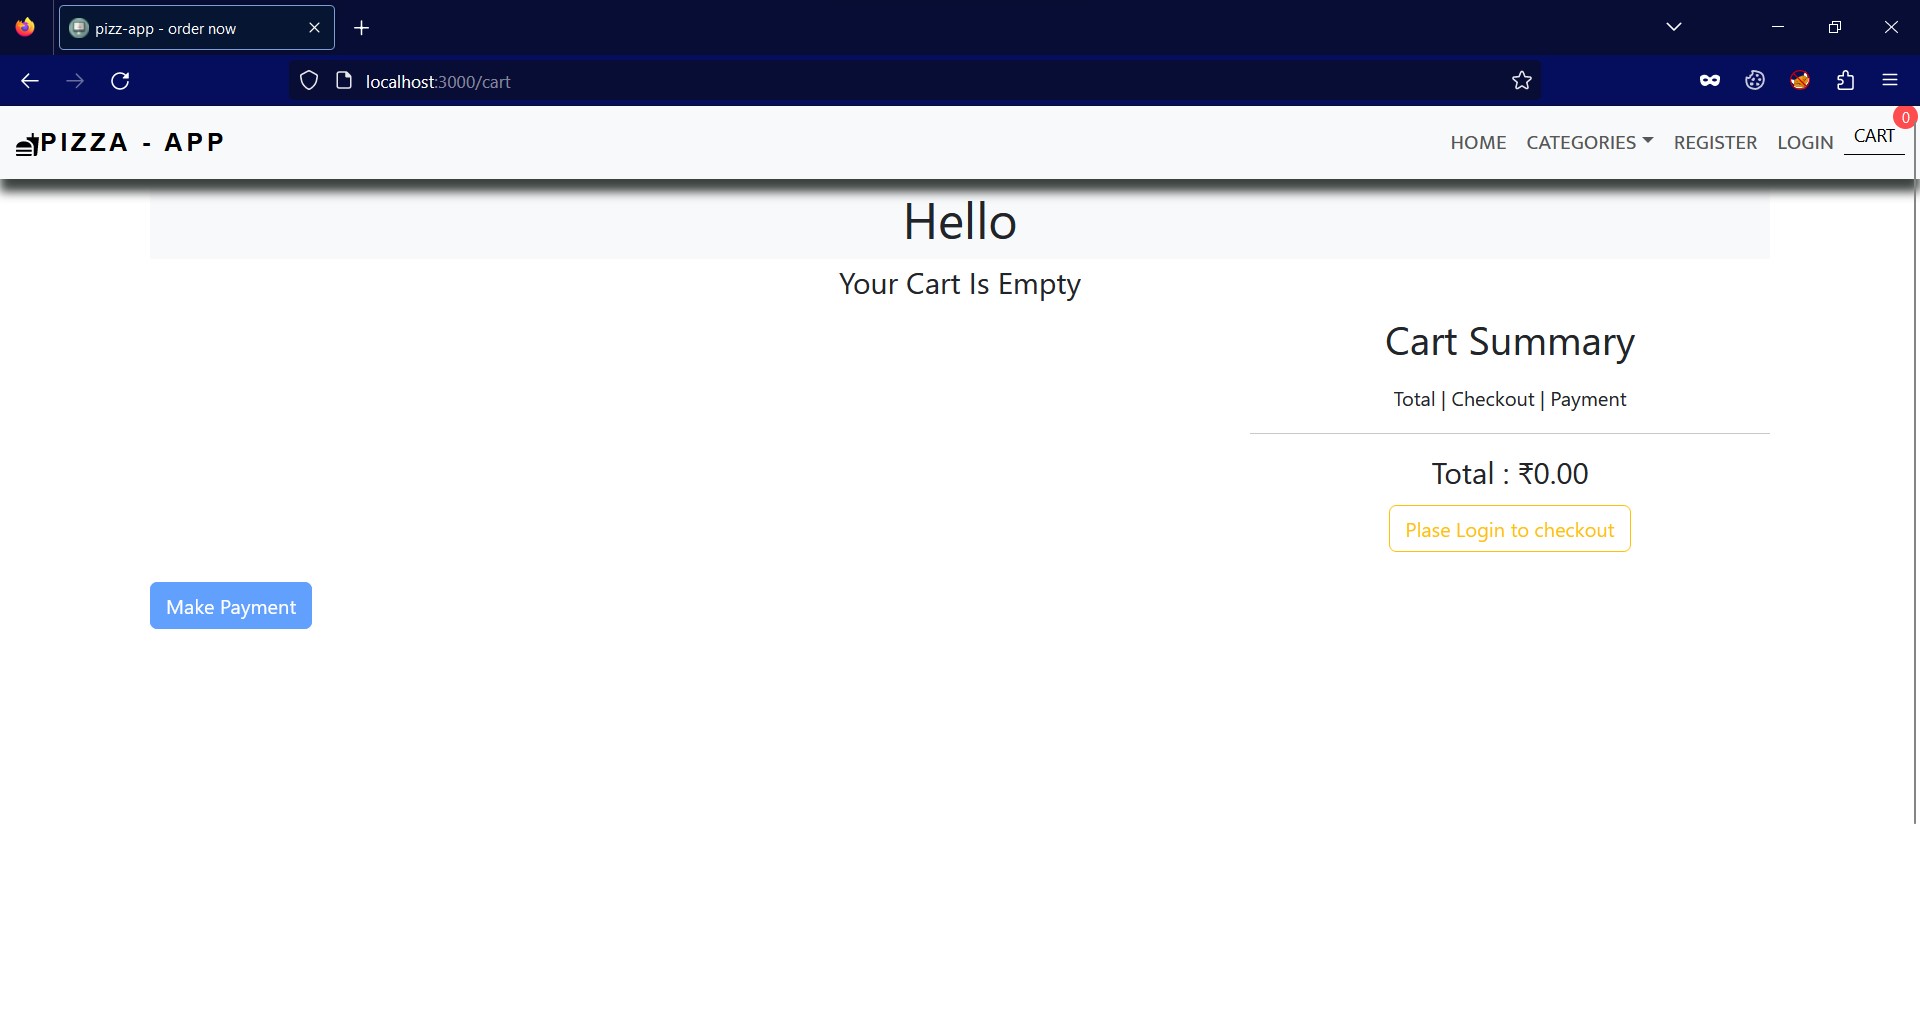 pizz-app - order now
localhost:3000/cart
PIZZA - APP
HOME CATEGORIES REGISTER LOGIN CART 0
Hello
Your Cart Is Empty
Cart Summary
Total | Checkout | Payment
Total : ₹0.00
Plase Login to checkout
Make Payment